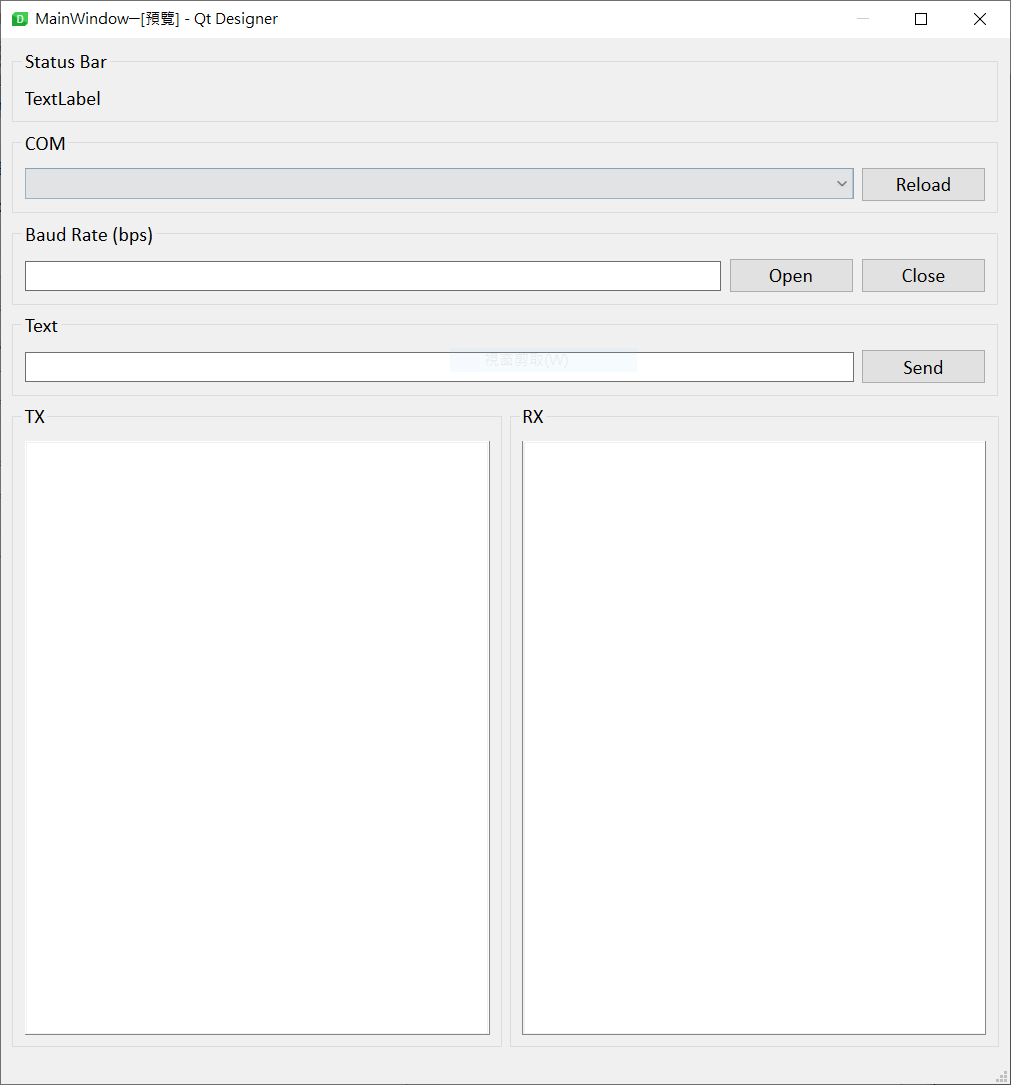 MainWindow─[預覽] - Qt Designer
Status Bar
TextLabel
COM
Reload
Baud Rate (bps)
Open
Close
Text
視窗剪取(W)
Send
TX
RX